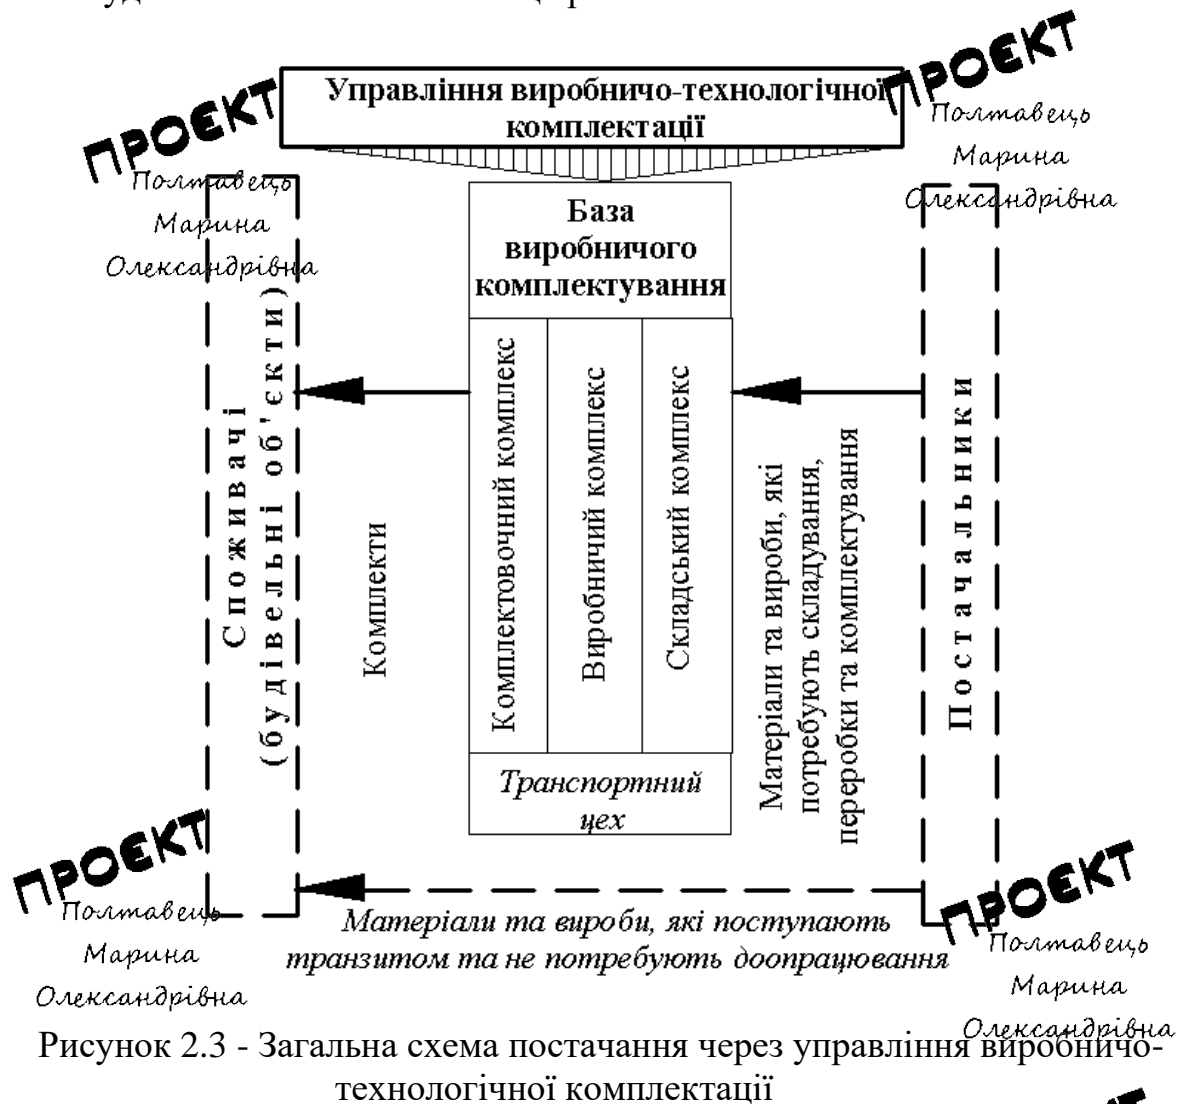 ПРОЕКТ
Полтавець
Марина
Олександрівна
Управління виробничо-технологічної
комплектації
ПРОЕКТ
Полтавець
Марина
Олександрівна
Споживачі
(будівельні об'єкти)
Комплекти
База
виробничого
комплектування
Комплектовочний комплекс
Виробничий комплекс
Складський комплекс
Транспортний
цех
Матеріали та вироби, які
потребують складування,
переробки та комплектування
Постачальники
ПРОЕКТ
Полтавець
Марина
Олександрівна
Матеріали та вироби, які поступають
транзитом та не потребують доопрацювання
ПРОЕКТ
Полтавець
Марина
Олександрівна
Рисунок 2.3 - Загальна схема постачання через управління виробничо-
технологічної комплектації